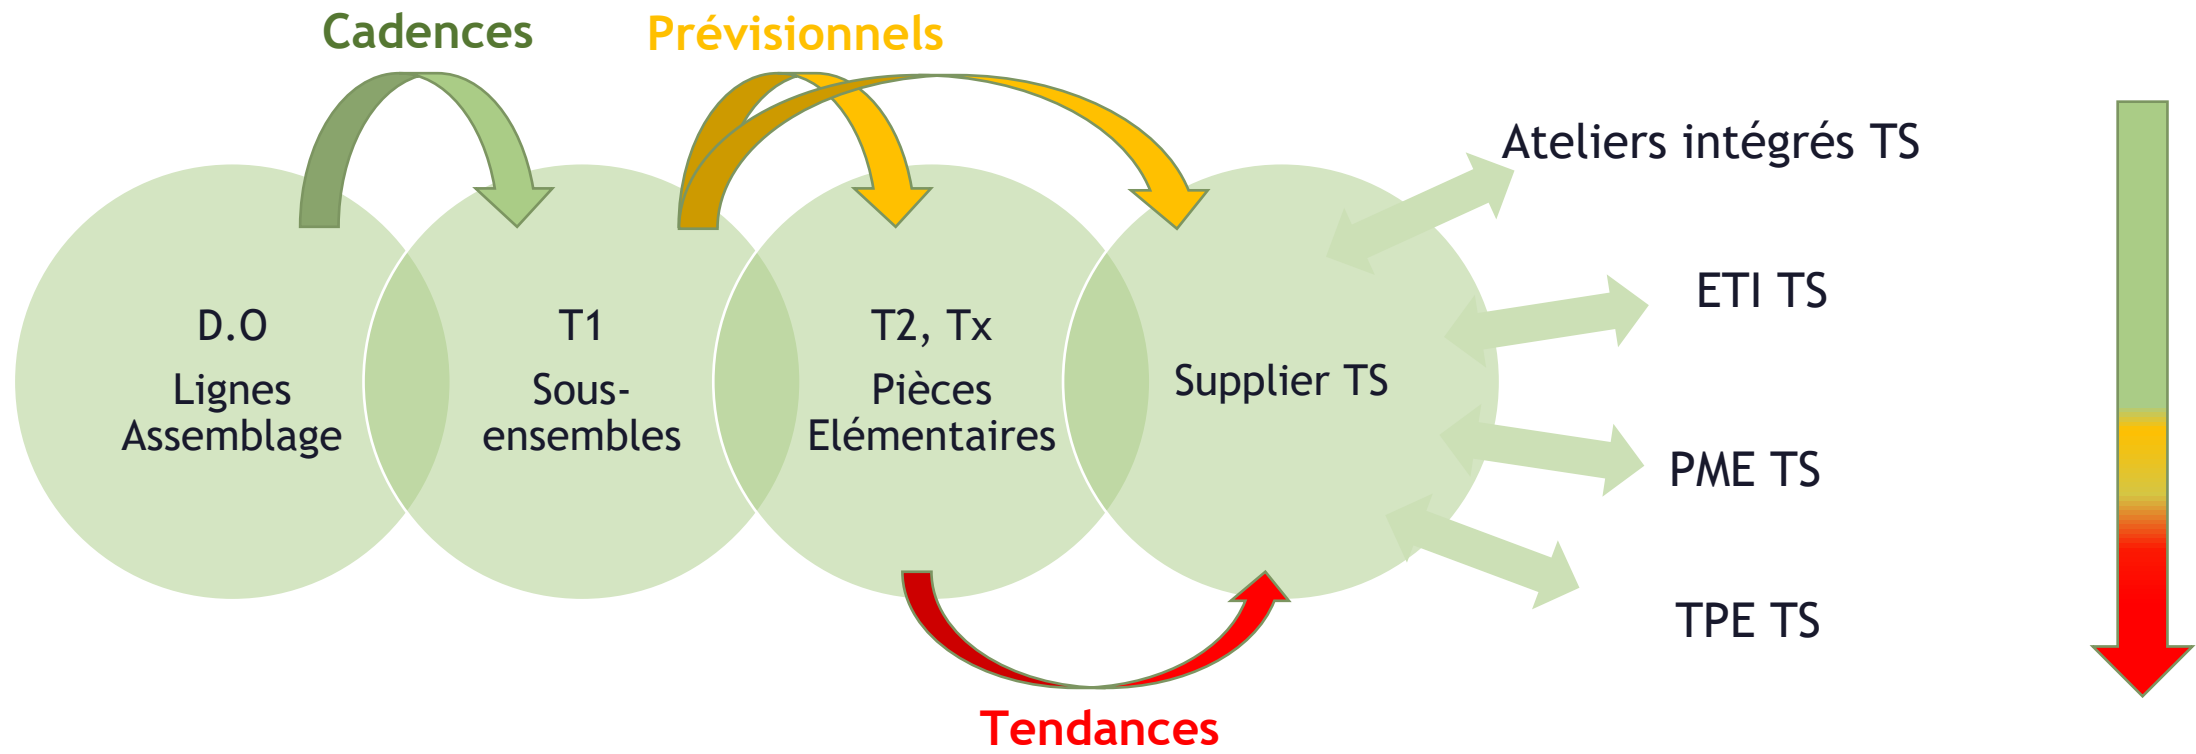 Cadences
Prévisionnels
D.O
Lignes
Assemblage
T1
Sous-
ensembles
T2, Tx
Pièces
Elémentaires
Supplier TS
Ateliers intégrés TS
ETI TS
PME TS
TPE TS
Tendances